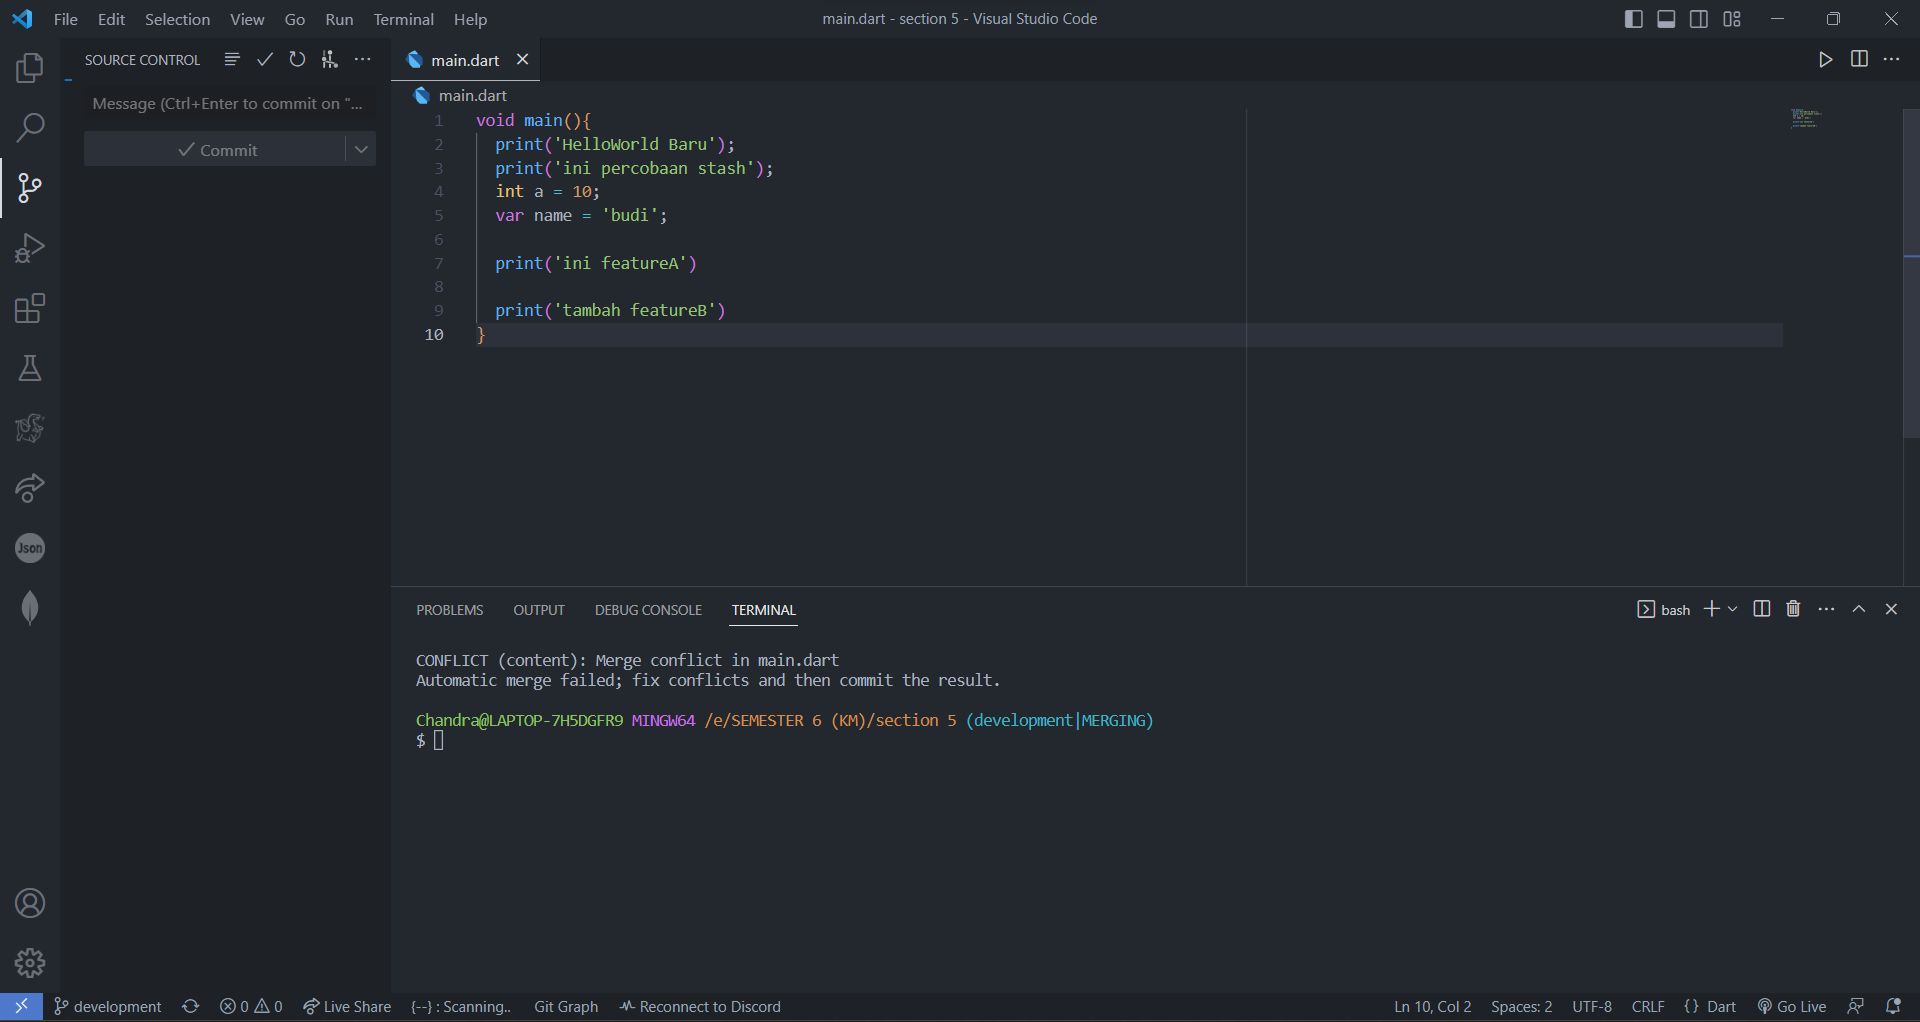 File Edit Selection View Go Run Terminal Help
main.dart - section 5 - Visual Studio Code
SOURCE CONTROL
Message (Ctrl+Enter to commit on "...
Commit
Json
main.dart
main.dart
1 void main(){
2 print('HelloWorld Baru');
3 print('ini percobaan stash');
4 int a = 10;
5 var name = 'budi';
6
7 print('ini featureA')
8
9 print('tambah featureB')
10 }
PROBLEMS OUTPUT DEBUG CONSOLE TERMINAL
bash
CONFLICT (content): Merge conflict in main.dart
Automatic merge failed; fix conflicts and then commit the result.
Chandra@LAPTOP-7H5DGFR9 MINGW64 /e/SEMESTER 6 (KM)/section 5 (development|MERGING)
$
development 0 0 Live Share {--} : Scanning.. Git Graph Reconnect to Discord
Ln 10, Col 2 Spaces: 2 UTF-8 CRLF {} Dart Go Live